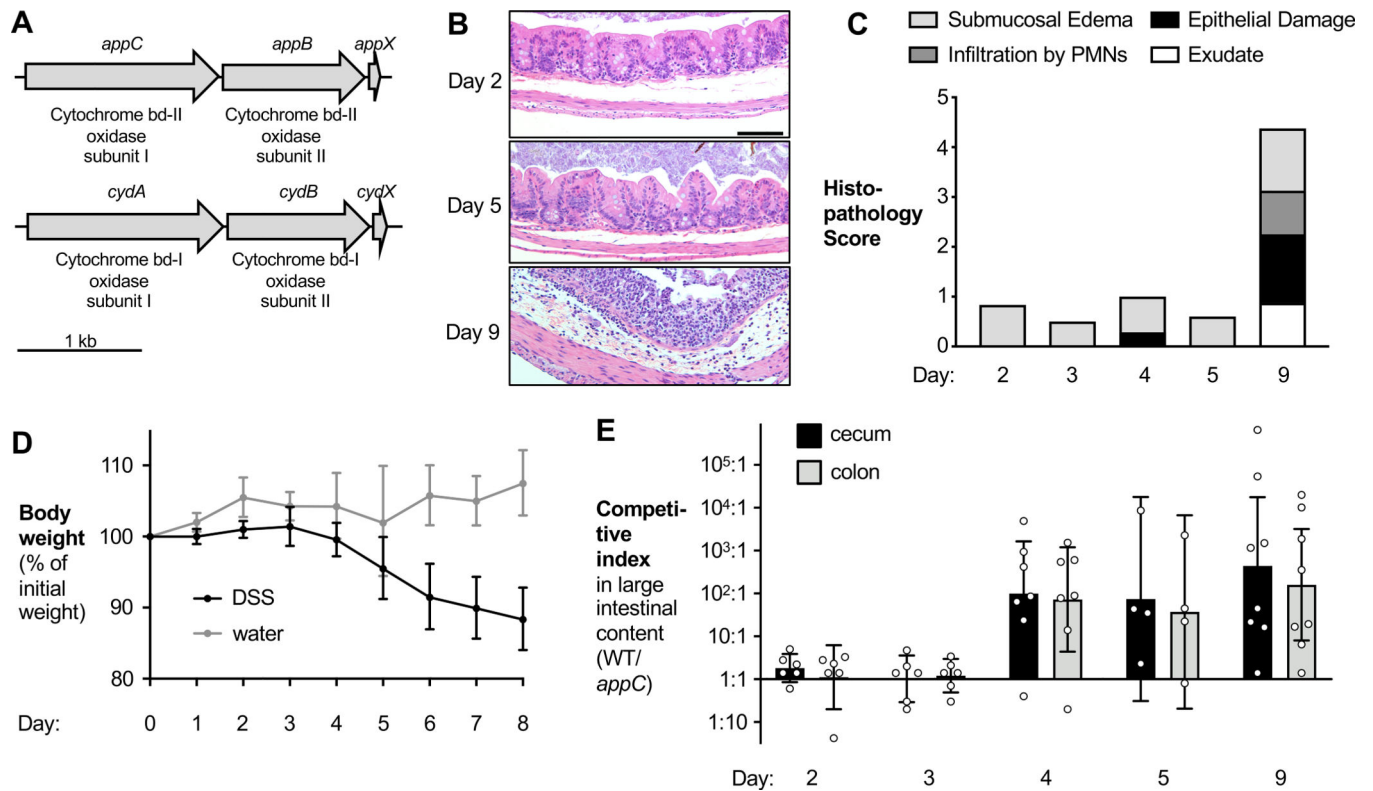 A
appC appB appX
Cytochrome bd-II Cytochrome bd-II
oxidase oxidase
subunit I subunit II
cydA cydB cydX
Cytochrome bd-I Cytochrome bd-I
oxidase oxidase
subunit I subunit II
1 kb
B
Day 2
Day 5
Day 9
C
Submucosal Edema Epithelial Damage
Infiltration by PMNs Exudate
Histo-
pathology
Score
5
4
3
2
1
0
Day: 2 3 4 5 9
D
Body
weight
(% of
initial
weight)
110
100
90
80
DSS
water
Day: 0 1 2 3 4 5 6 7 8
E
cecum
colon
Competi-
tive
index
in large
intestinal
content
(WT/
appC)
10⁵:1
10⁴:1
10³:1
10²:1
10:1
1:1
1:10
Day: 2 3 4 5 9